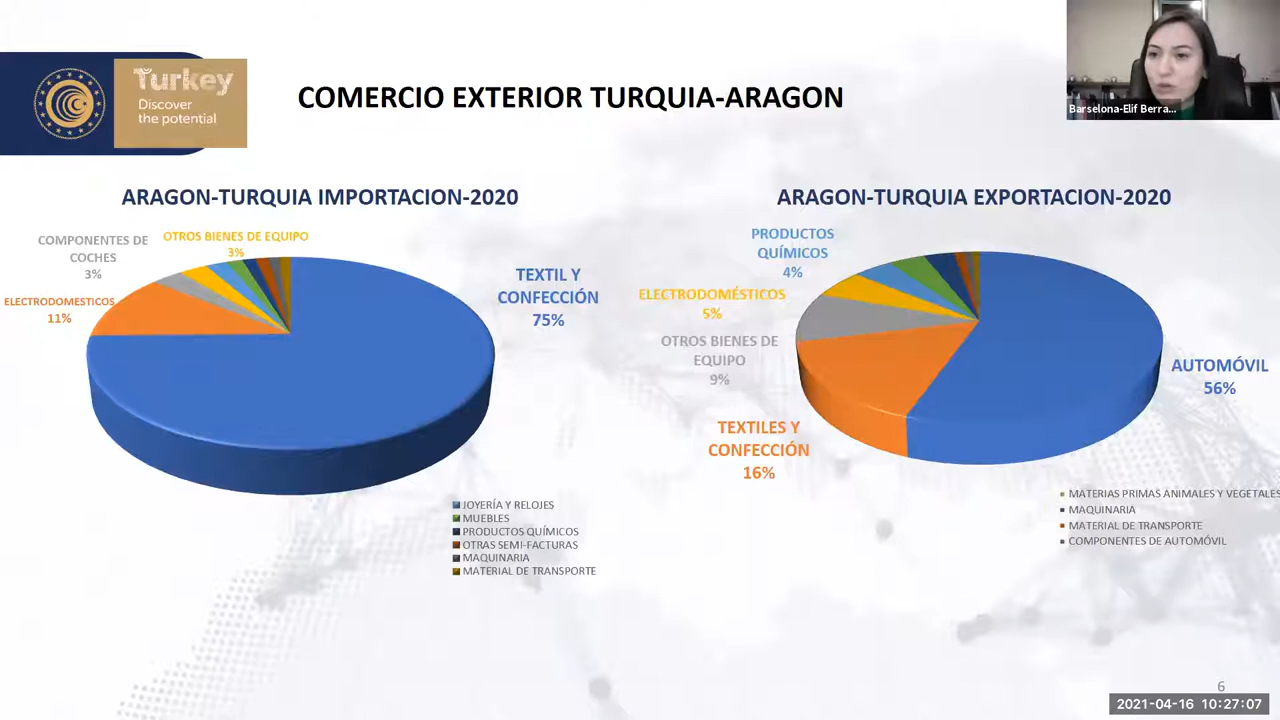 Turkey
Discover
the potential
COMERCIO EXTERIOR TURQUIA-ARAGON
Barselona-Elif Berra...
ARAGON-TURQUIA IMPORTACION-2020
COMPONENTES DE
COCHES
3%
OTROS BIENES DE EQUIPO
3%
ELECTRODOMESTICOS
11%
TEXTIL Y
CONFECCIÓN
75%
JOYERÍA Y RELOJES
MUEBLES
PRODUCTOS QUÍMICOS
OTRAS SEMI-FACTURAS
MAQUINARIA
MATERIAL DE TRANSPORTE
ARAGON-TURQUIA EXPORTACION-2020
PRODUCTOS
QUÍMICOS
4%
ELECTRODOMÉSTICOS
5%
OTROS BIENES DE
EQUIPO
9%
TEXTILES Y
CONFECCIÓN
16%
AUTOMÓVIL
56%
MATERIAS PRIMAS ANIMALES Y VEGETALES
MAQUINARIA
MATERIAL DE TRANSPORTE
COMPONENTES DE AUTOMÓVIL
6
2021-04-16 10:27:07